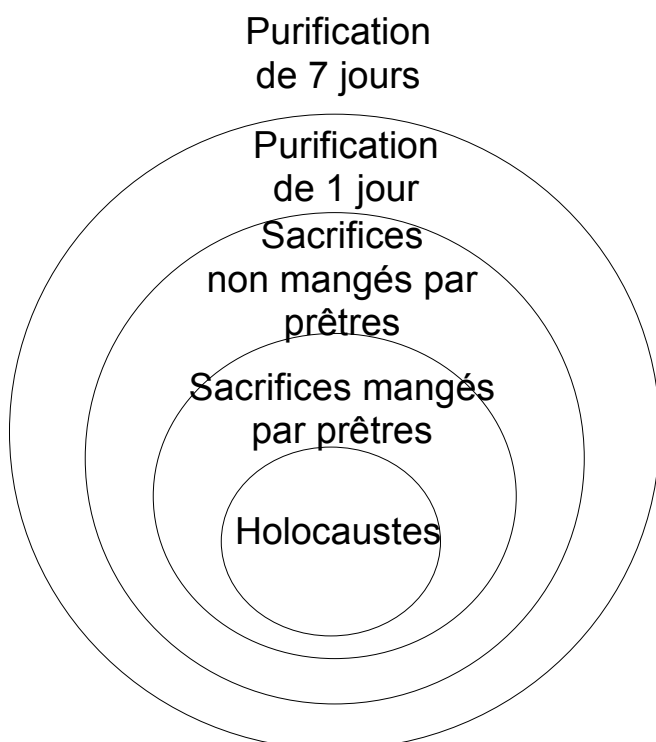 Purification
de 7 jours
Purification
de 1 jour
Sacrifices
non mangés par
prêtres
Sacrifices mangés
par prêtres
Holocaustes